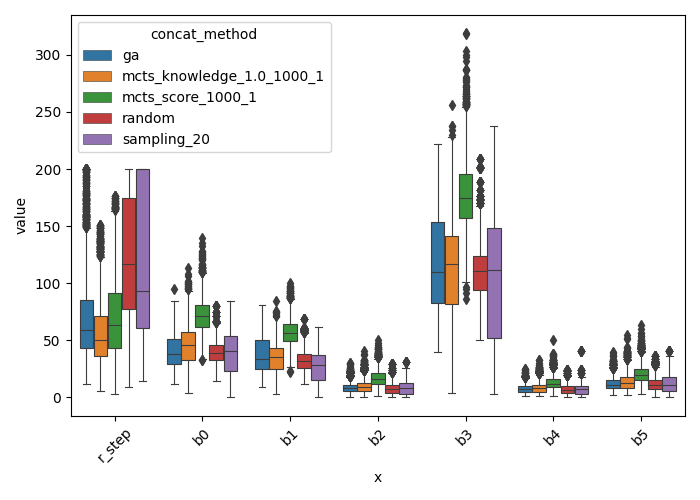 concat_method
ga
mcts_knowledge_1.0_1000_1
mcts_score_1000_1
random
sampling_20
value
300
250
200
150
100
50
0
r_step b0 b1 b2 b3 b4 b5
x